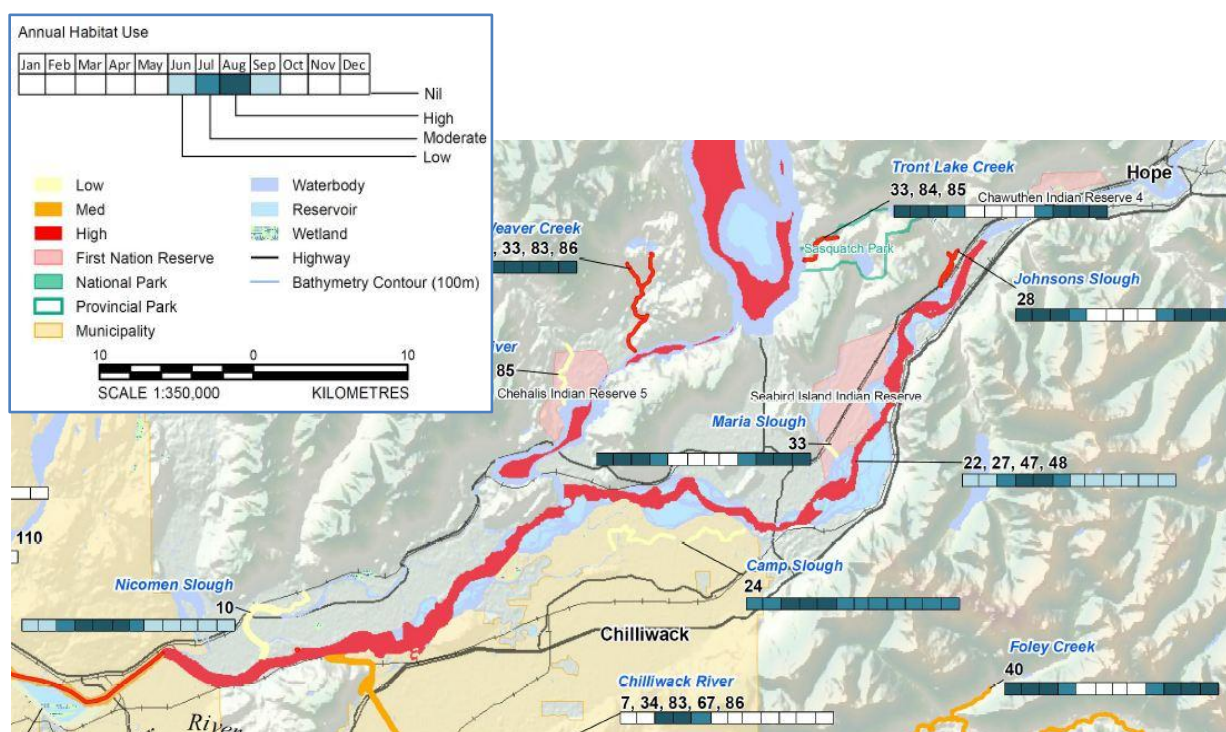 Annual Habitat Use
Jan Feb Mar Apr May Jun Jul Aug Sep Oct Nov Dec
Nil
High
Moderate
Low
Low
Med
High
First Nation Reserve
National Park
Provincial Park
Municipality
Waterbody
Reservoir
Wetland
Highway
Bathymetry Contour (100m)
10 0 10
SCALE 1:350,000 KILOMETRES
Tront Lake Creek
33, 84, 85
Hope
Chawuthen Indian Reserve 4
Weaver Creek
, 33, 83, 86
Sasquatch Park
Johnsons Slough
28
85
Chehalis Indian Reserve 5
Seabird Island Indian Reserve
Maria Slough
33
22, 27, 47, 48
110
Nicomen Slough
10
Camp Slough
24
Chilliwack
Foley Creek
40
Chilliwack River
7, 34, 83, 67, 86
River